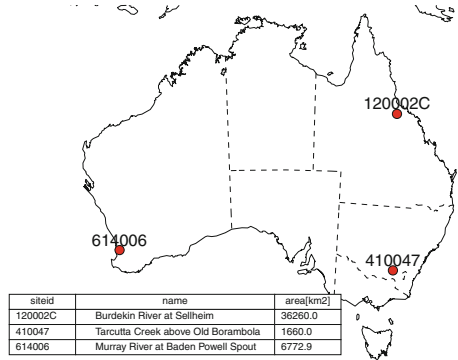 120002C
614006
410047
siteid name area[km2]
120002C Burdekin River at Sellheim 36260.0
410047 Tarcutta Creek above Old Borambola 1660.0
614006 Murray River at Baden Powell Spout 6772.9